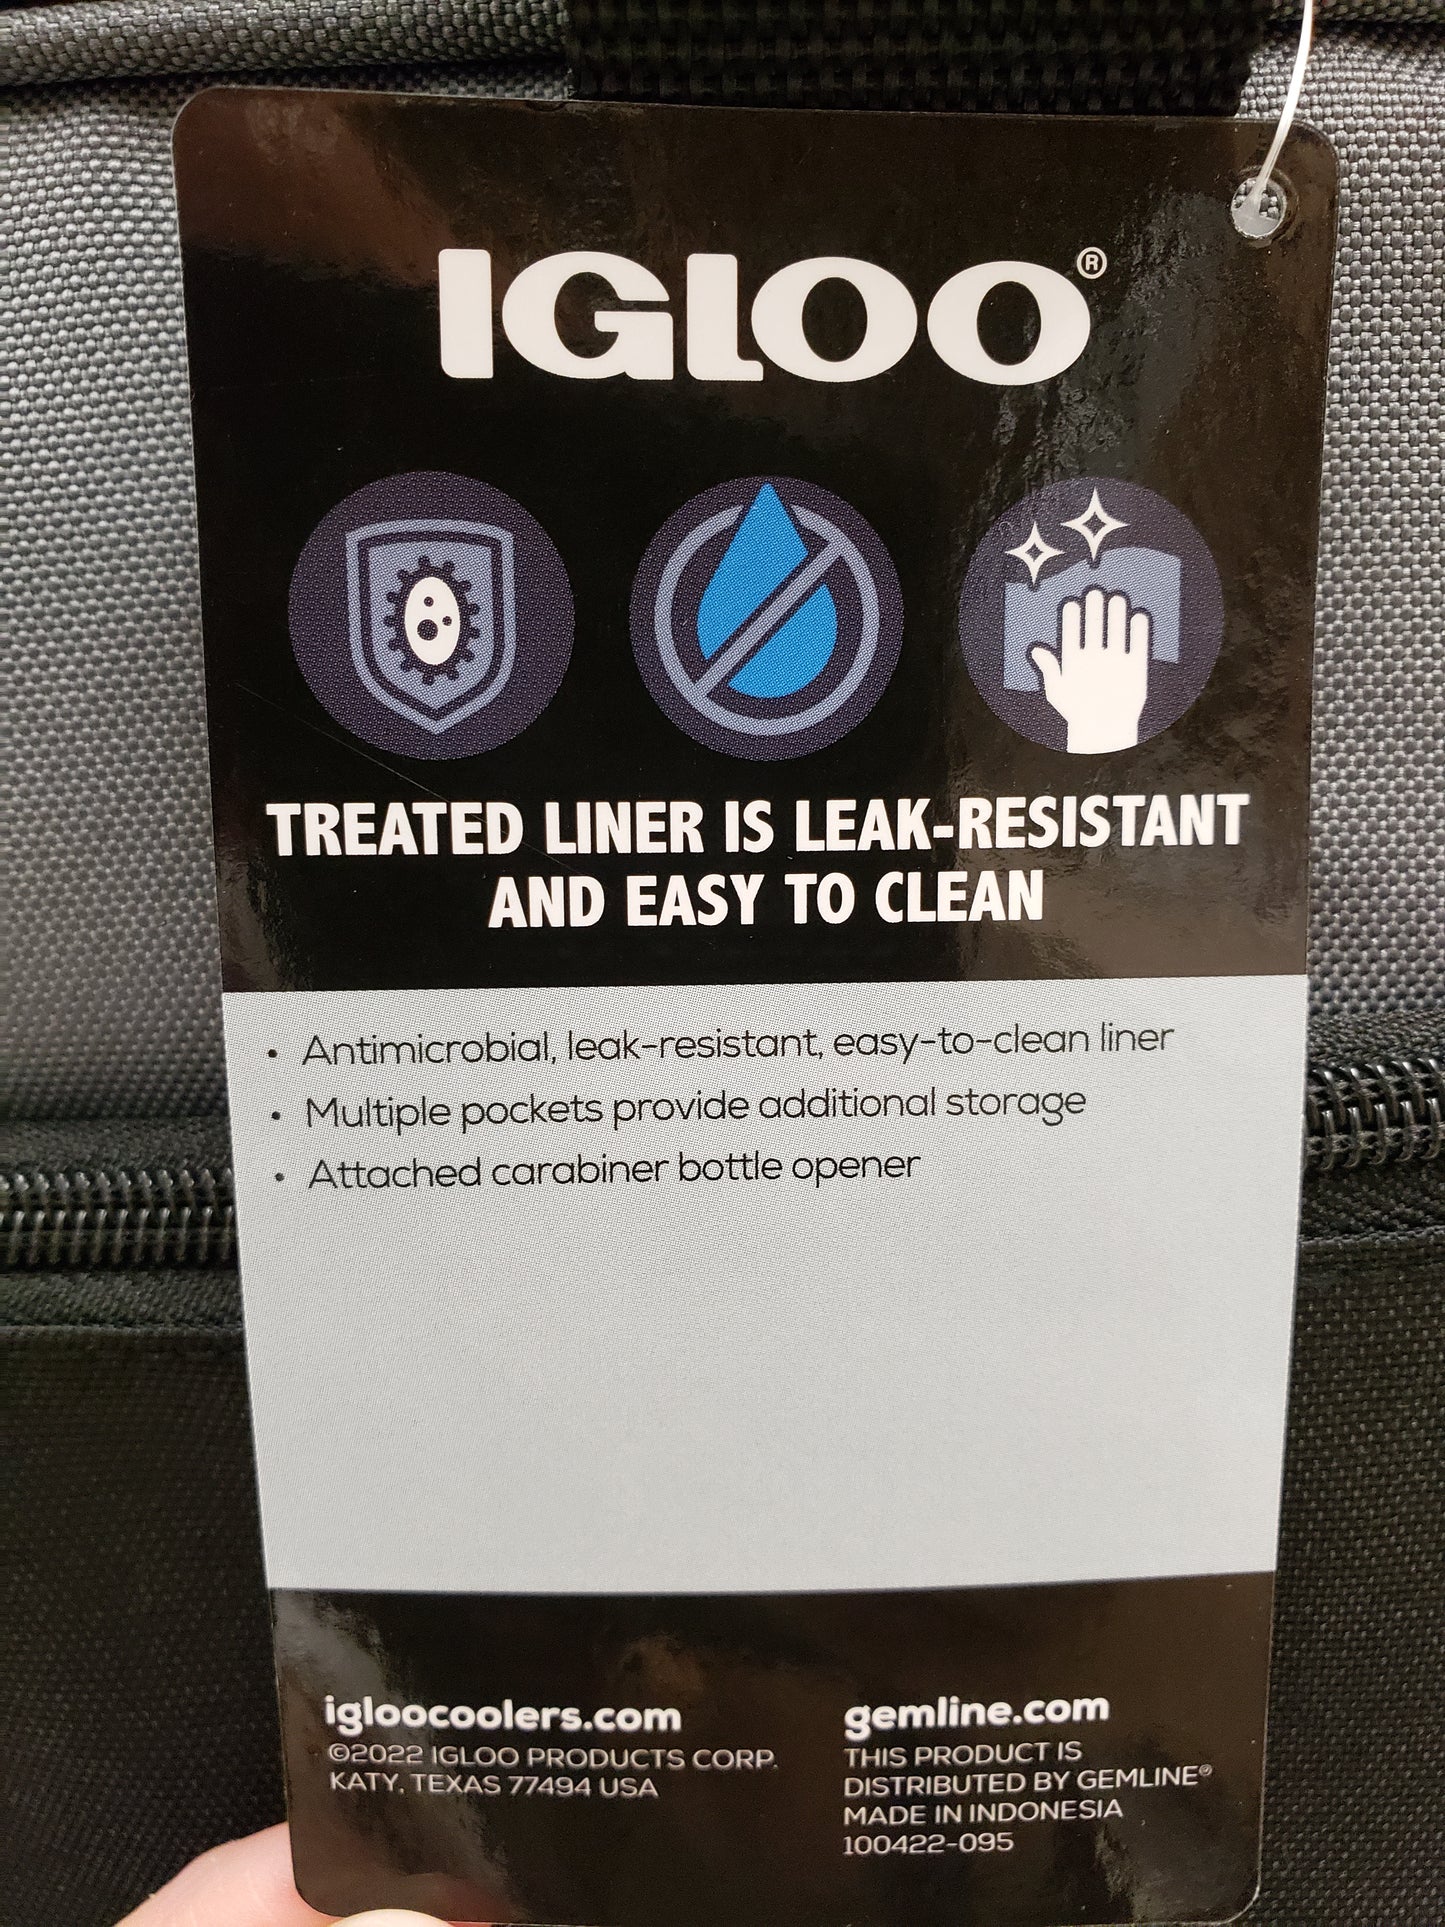 IGLOO®
TREATED LINER IS LEAK-RESISTANT
AND EASY TO CLEAN
• Antimicrobial, leak-resistant, easy-to-clean liner
• Multiple pockets provide additional storage
• Attached carabiner bottle opener
igloocoolers.com
©2022 IGLOO PRODUCTS CORP.
KATY, TEXAS 77494 USA
gemline.com
THIS PRODUCT IS
DISTRIBUTED BY GEMLINE®
MADE IN INDONESIA
100422-095